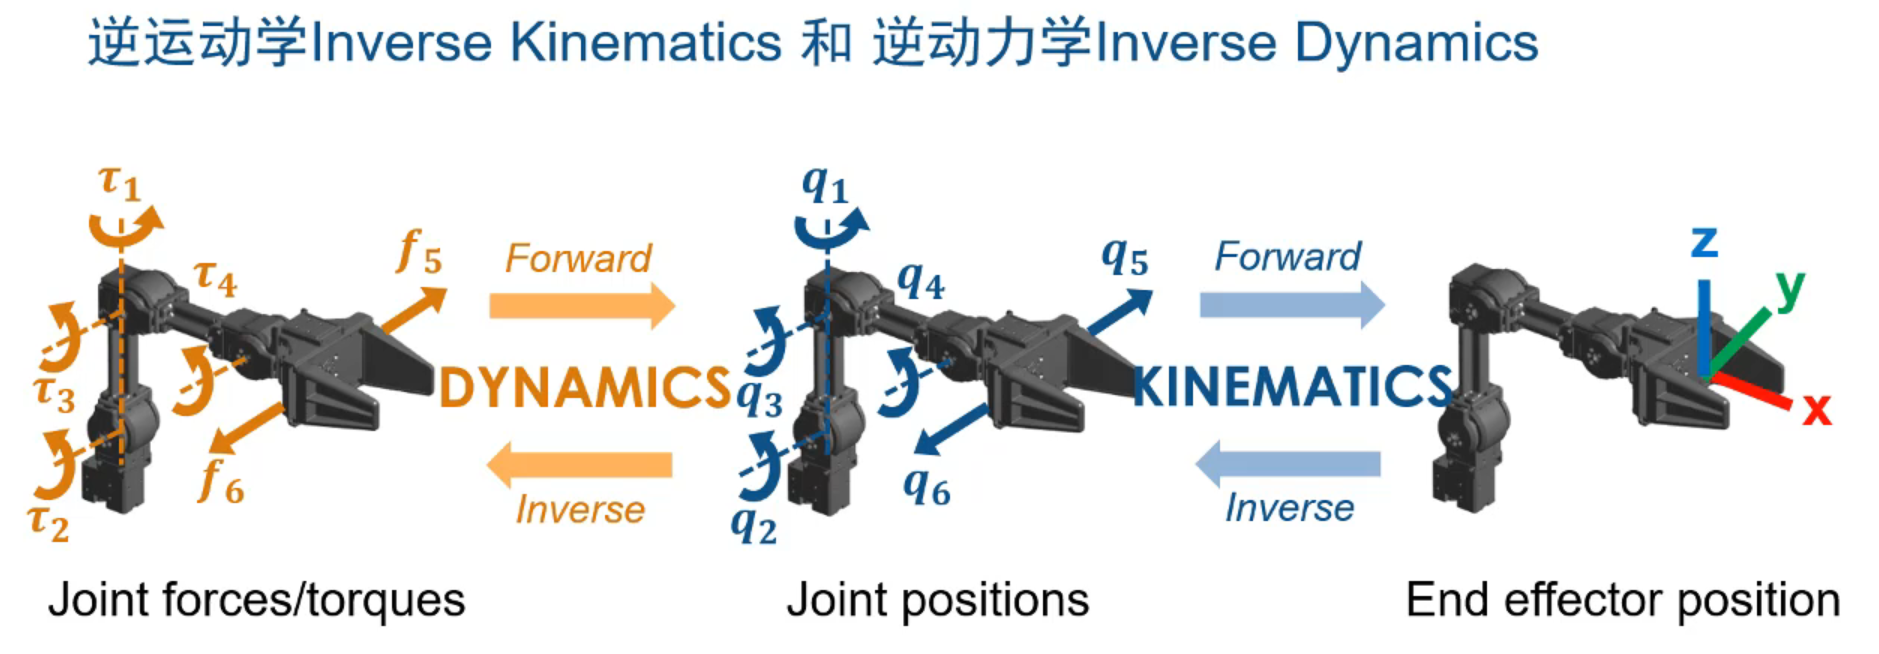 逆运动学Inverse Kinematics 和 逆动力学Inverse Dynamics
τ1
f5
τ4
τ3
f6
τ2
Forward
DYNAMICS
Inverse
q1
q5
q4
q3
q6
q2
Forward
KINEMATICS
Inverse
z
y
x
Joint forces/torques
Joint positions
End effector position